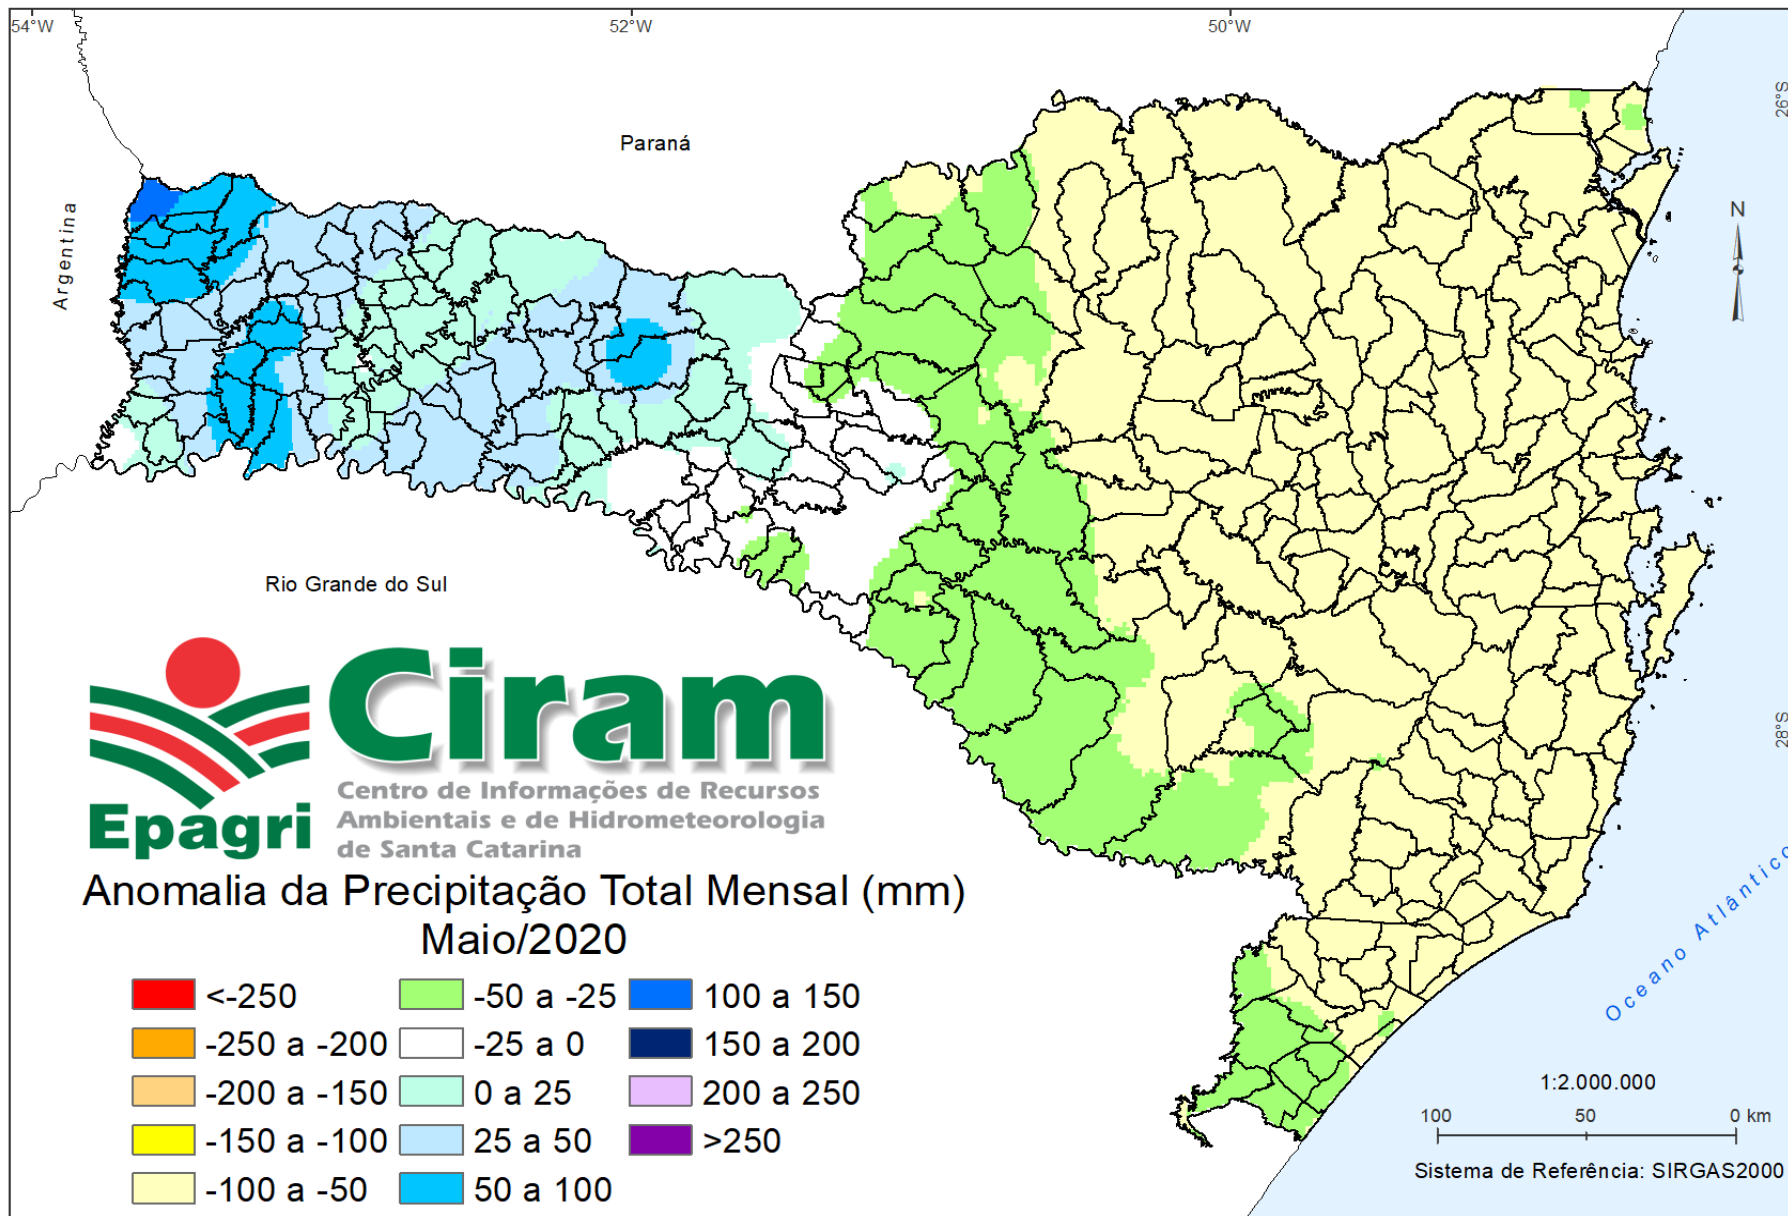 54°W
52°W
50°W
26°S
Paraná
Argentina
N
Rio Grande do Sul
28°S
Ciram
Centro de Informações de Recursos
Ambientais e de Hidrometeorologia
de Santa Catarina
Epagri
Anomalia da Precipitação Total Mensal (mm)
Maio/2020
Oceano Atlântico
<-250
-250 a -200
-200 a -150
-150 a -100
-100 a -50
-50 a -25
-25 a 0
0 a 25
25 a 50
50 a 100
100 a 150
150 a 200
200 a 250
>250
1:2.000.000
100 50 0 km
Sistema de Referência: SIRGAS2000